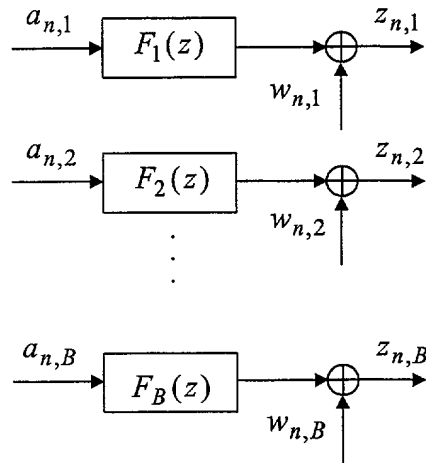 a_{n,1} F_1(z) z_{n,1}
w_{n,1}
a_{n,2} F_2(z) z_{n,2}
w_{n,2}
a_{n,B} F_B(z) z_{n,B}
w_{n,B}